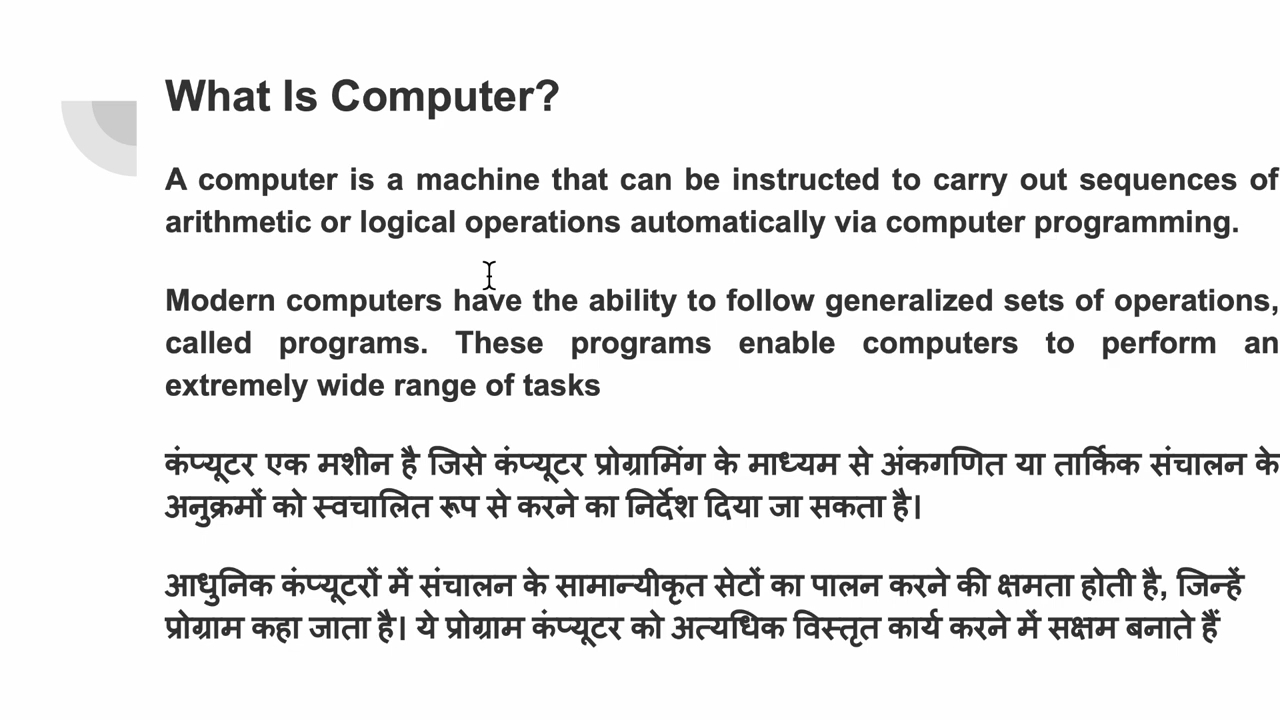 What Is Computer?
A computer is a machine that can be instructed to carry out sequences of
arithmetic or logical operations automatically via computer programming.
Modern computers have the ability to follow generalized sets of operations,
called programs. These programs enable computers to perform an
extremely wide range of tasks
कंप्यूटर एक मशीन है जिसे कंप्यूटर प्रोग्रामिंग के माध्यम से अंकगणित या तार्किक संचालन के
अनुक्रमों को स्वचालित रूप से करने का निर्देश दिया जा सकता है।
आधुनिक कंप्यूटरों में संचालन के सामान्यीकृत सेटों का पालन करने की क्षमता होती है, जिन्हें
प्रोग्राम कहा जाता है। ये प्रोग्राम कंप्यूटर को अत्यधिक विस्तृत कार्य करने में सक्षम बनाते हैं